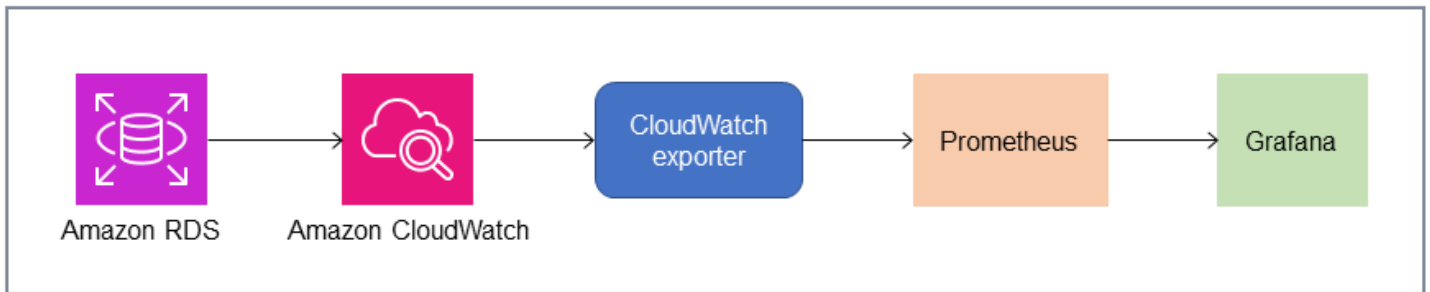 Amazon RDS
Amazon CloudWatch
CloudWatch
exporter
Prometheus
Grafana